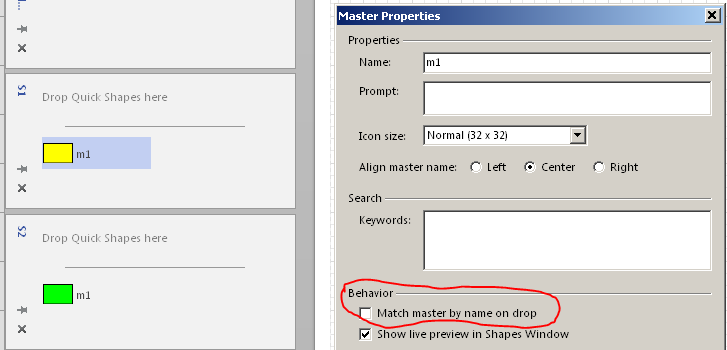 S1
Drop Quick Shapes here
m1
S2
Drop Quick Shapes here
m1
Master Properties
Properties
Name: m1
Prompt:
Icon size: Normal (32 x 32)
Align master name: Left Center Right
Search
Keywords:
Behavior
Match master by name on drop
Show live preview in Shapes Window